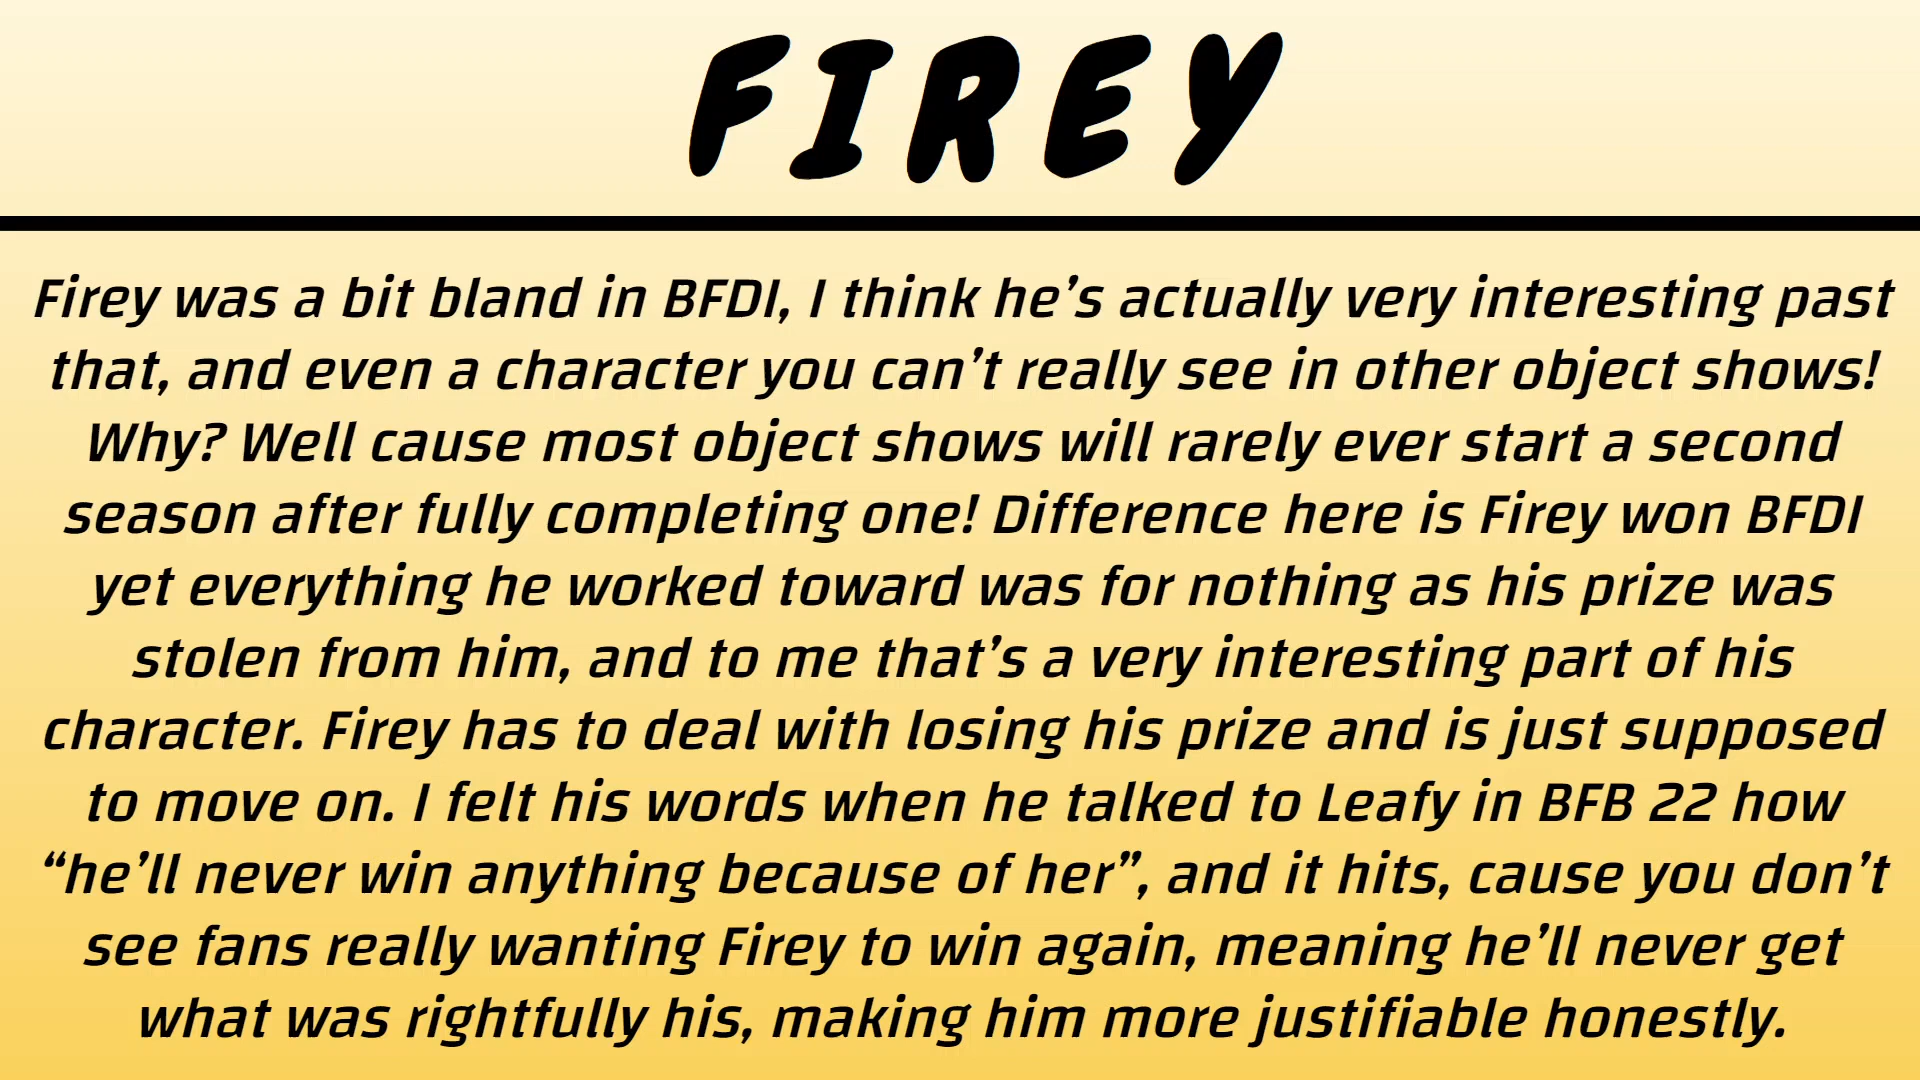 FIREY
Firey was a bit bland in BFDI, I think he’s actually very interesting past
that, and even a character you can’t really see in other object shows!
Why? Well cause most object shows will rarely ever start a second
season after fully completing one! Difference here is Firey won BFDI
yet everything he worked toward was for nothing as his prize was
stolen from him, and to me that’s a very interesting part of his
character. Firey has to deal with losing his prize and is just supposed
to move on. I felt his words when he talked to Leafy in BFB 22 how
“he’ll never win anything because of her”, and it hits, cause you don’t
see fans really wanting Firey to win again, meaning he’ll never get
what was rightfully his, making him more justifiable honestly.